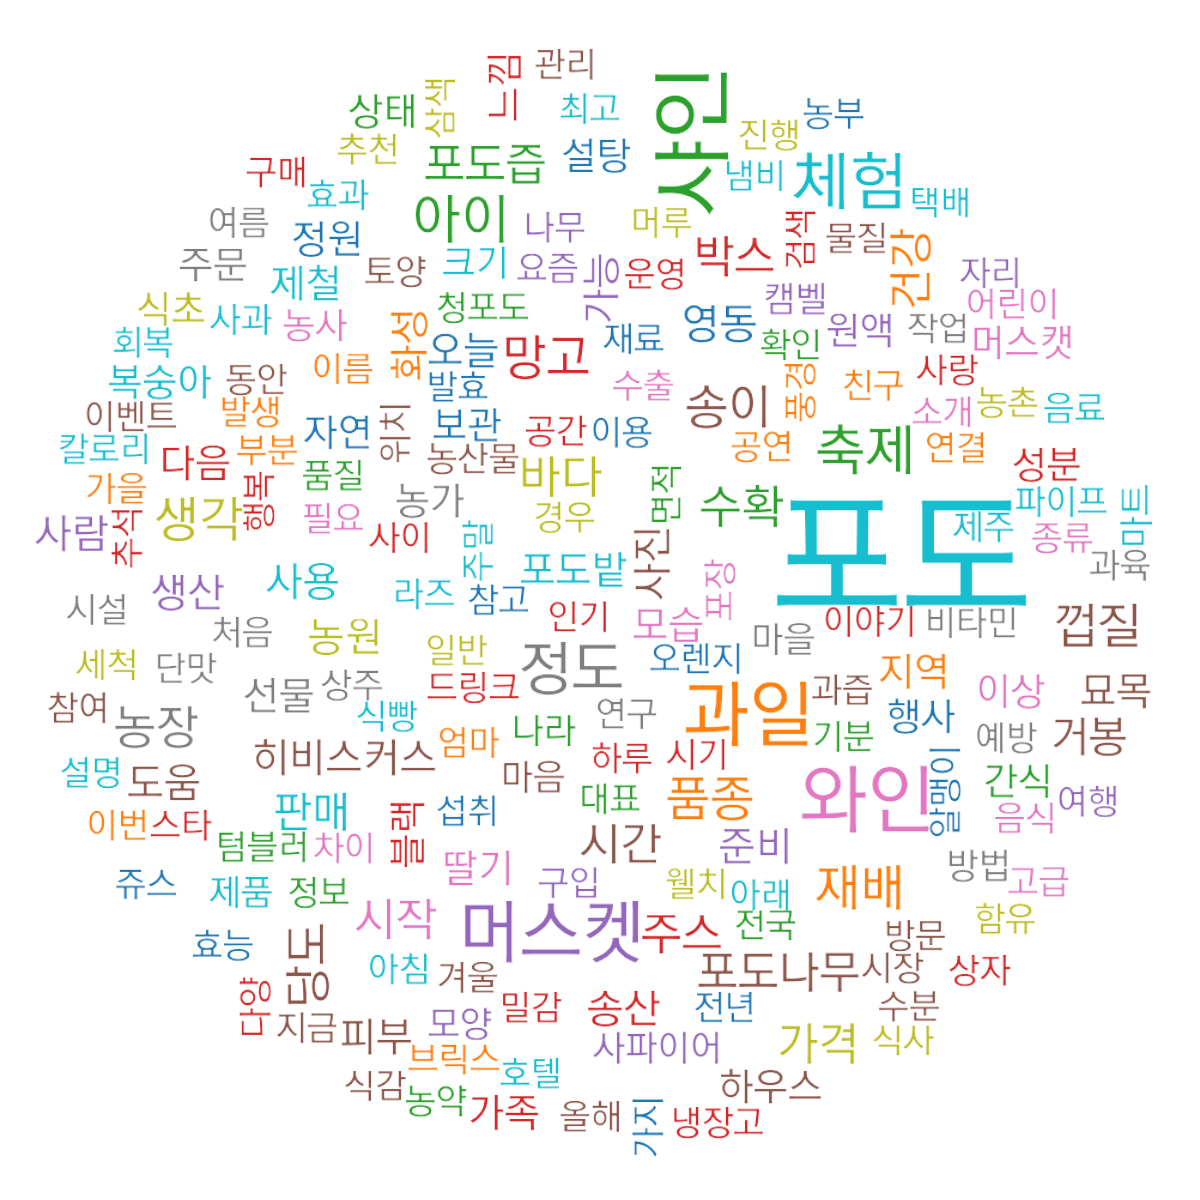 느낌
관리
상태
삼색
최고
샤인
농부
추천
포도즙
설탕
진행
구매
효과
아이
냄비
체험
택배
여름
정원
나무
머루
박스
검색
물질
건강
주문
제철
토양
크기
요즘
가능
운영
자리
식초
사과
농사
청포도
캠벨
어린이
회복
화성
오늘
망고
재료
영동
확인
원액
작업
머스캣
복숭아
동안
이름
발효
수출
풍경
친구
사랑
이벤트
발생
자연
위치
보관
공간
이용
송이
소개
농촌
음료
칼로리
다음
부분
품질
농산물
바다
공연
축제
연결
성분
가을
행복
농가
면적
수확
파이프
마트
사람
추석
생각
필요
사이
주말
경우
사진
포도
제주
종류
과육
생산
사용
라즈
참고
포도밭
인기
포장
시설
처음
농원
일반
모습
마을
이야기
비타민
껍질
세척
단맛
선물
상주
드링크
정도
오렌지
과즙
지역
이상
묘목
참여
농장
식빵
나라
연구
과일
기분
행사
예방
거봉
설명
도움
히비스커스
엄마
마음
하루
시기
알맹이
간식
여행
이번
스타
판매
블랙
섭취
대표
품종
와인
음식
텀블러
차이
딸기
시간
준비
방법
쥬스
제품
정보
구입
웰치
아래
재배
고급
효능
당도
시작
머스켓
주스
전국
방문
함유
다양
아침
겨울
포도나무
시장
상자
지금
피부
모양
밀감
송산
전년
수분
식감
브릭스
호텔
사파이어
가격
식사
농약
가족
올해
가지
냉장고
하우스